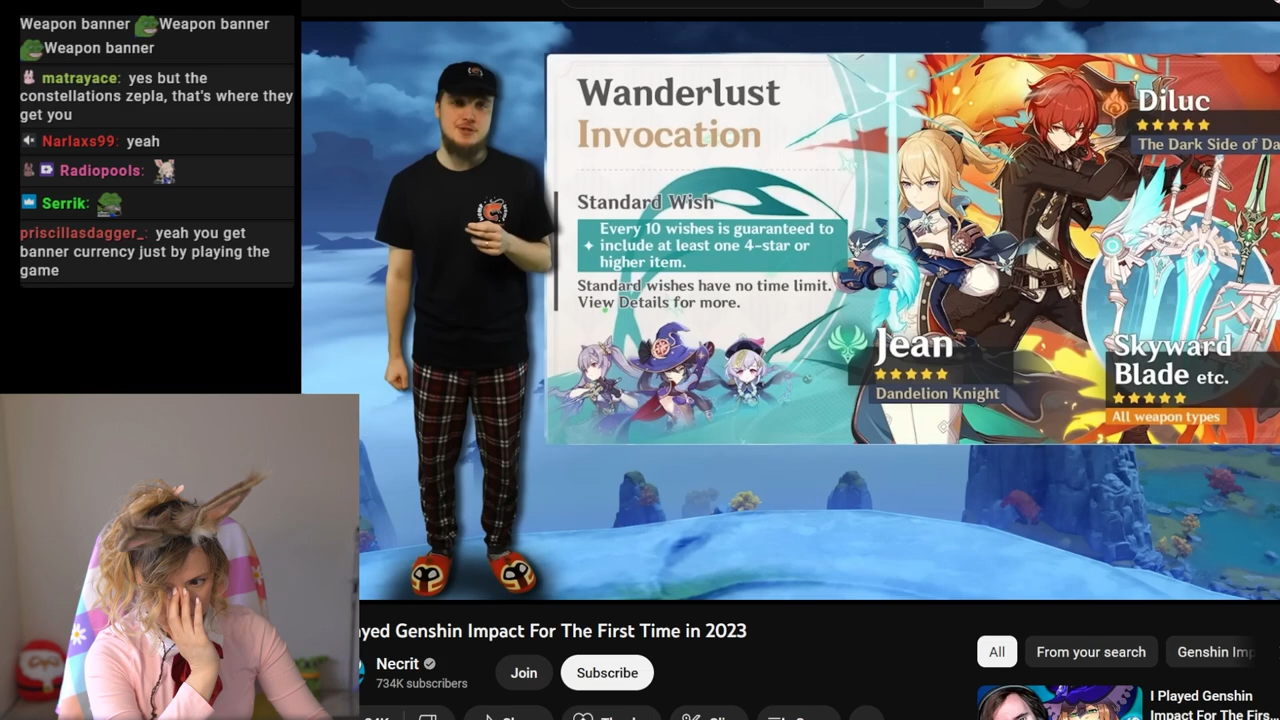 Weapon banner Weapon banner
Weapon banner
matrayace: yes but the
constellations zepla, that's where they
get you
Narlaxs99: yeah
Radiopools:
Serrik:
priscillasdagger_: yeah you get
banner currency just by playing the
game
Wanderlust
Invocation
Standard Wish
Every 10 wishes is guaranteed to
include at least one 4-star or
higher item.
Standard wishes have no time limit.
View Details for more.
Diluc
The Dark Side of Da
Jean
Dandelion Knight
Skyward
Blade etc.
All weapon types
ayed Genshin Impact For The First Time in 2023
Necrit
734K subscribers
Join
Subscribe
All
From your search
Genshin Imp
I Played Genshin
Impact For The Firs